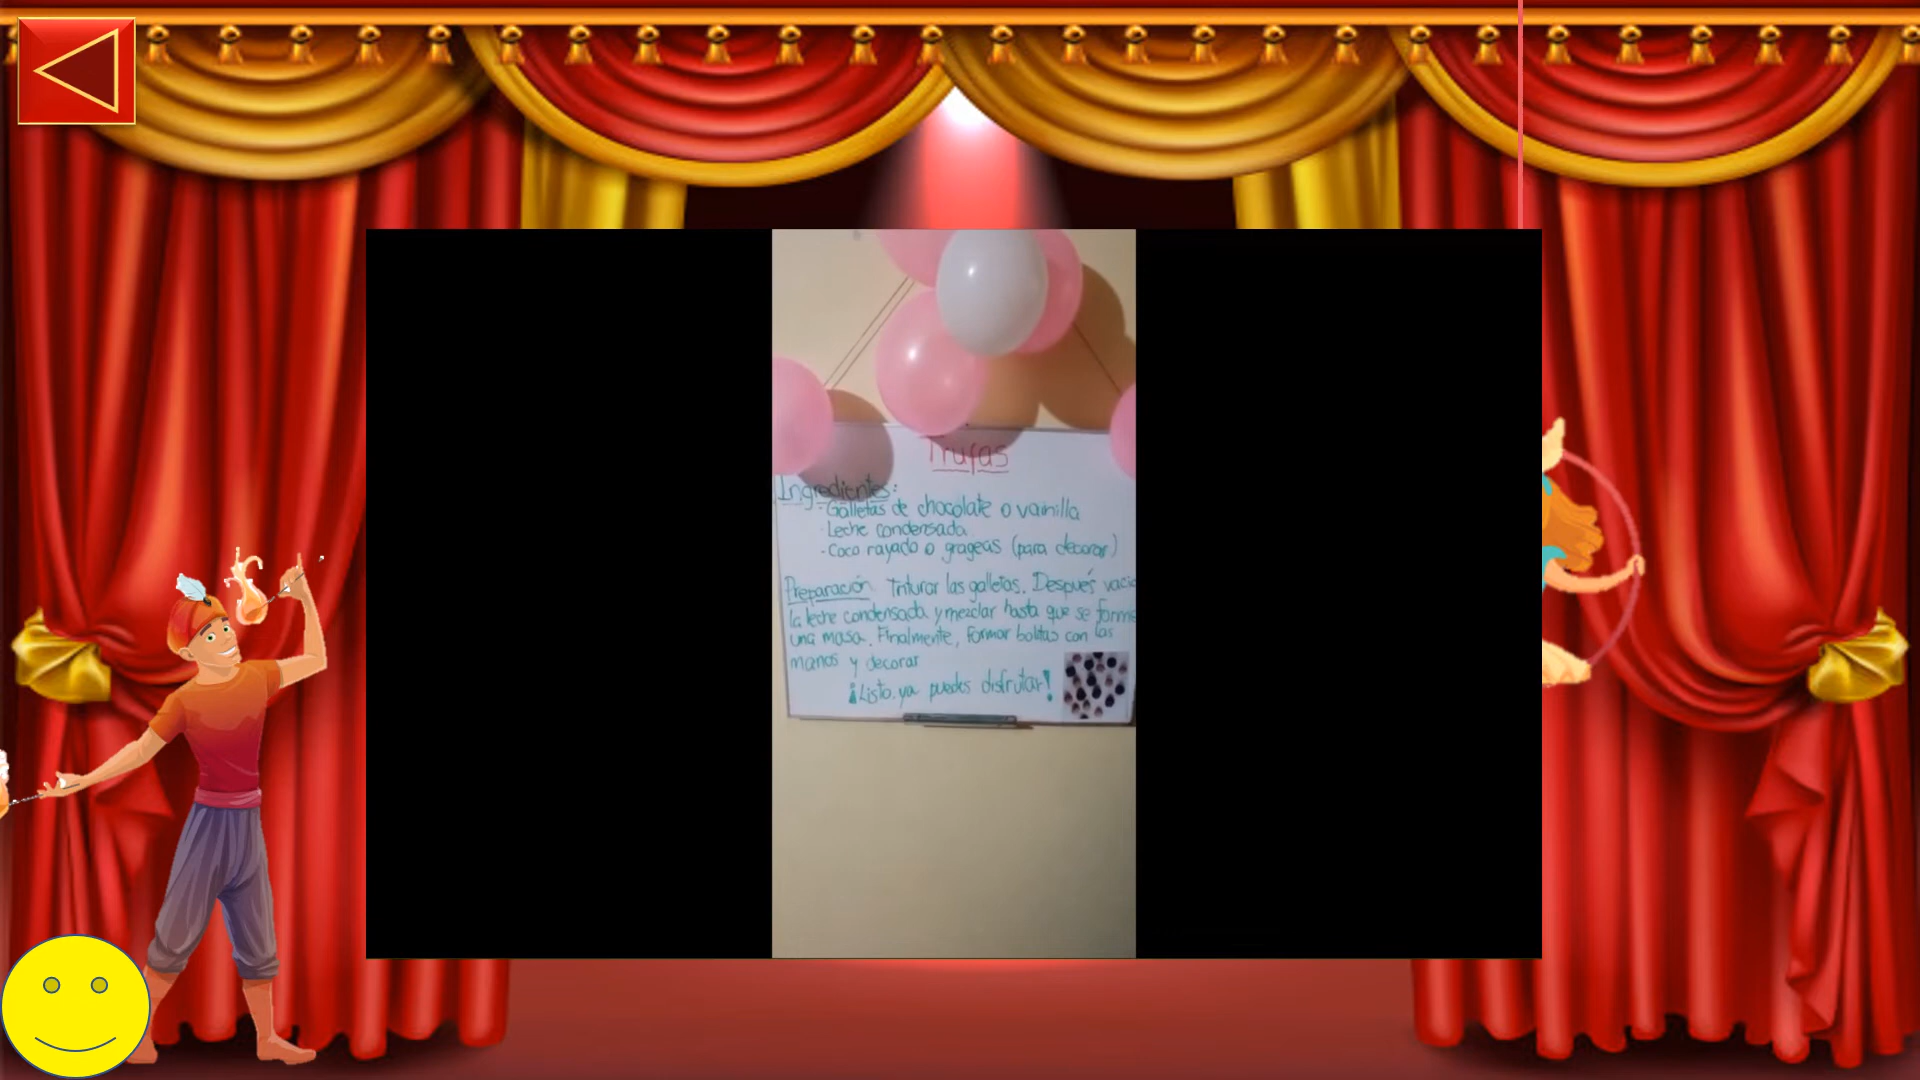 Trufas
Ingredientes:
- Galletas de chocolate o vainilla
- Leche condensada
- Coco rayado o grageas (para decorar)
Preparación Triturar las galletas. Después vacia
la leche condensada y mezclar hasta que se forme
una masa. Finalmente, Formar bolitas con las
manos y decorar
¡Listo, ya puedes disfrutar!